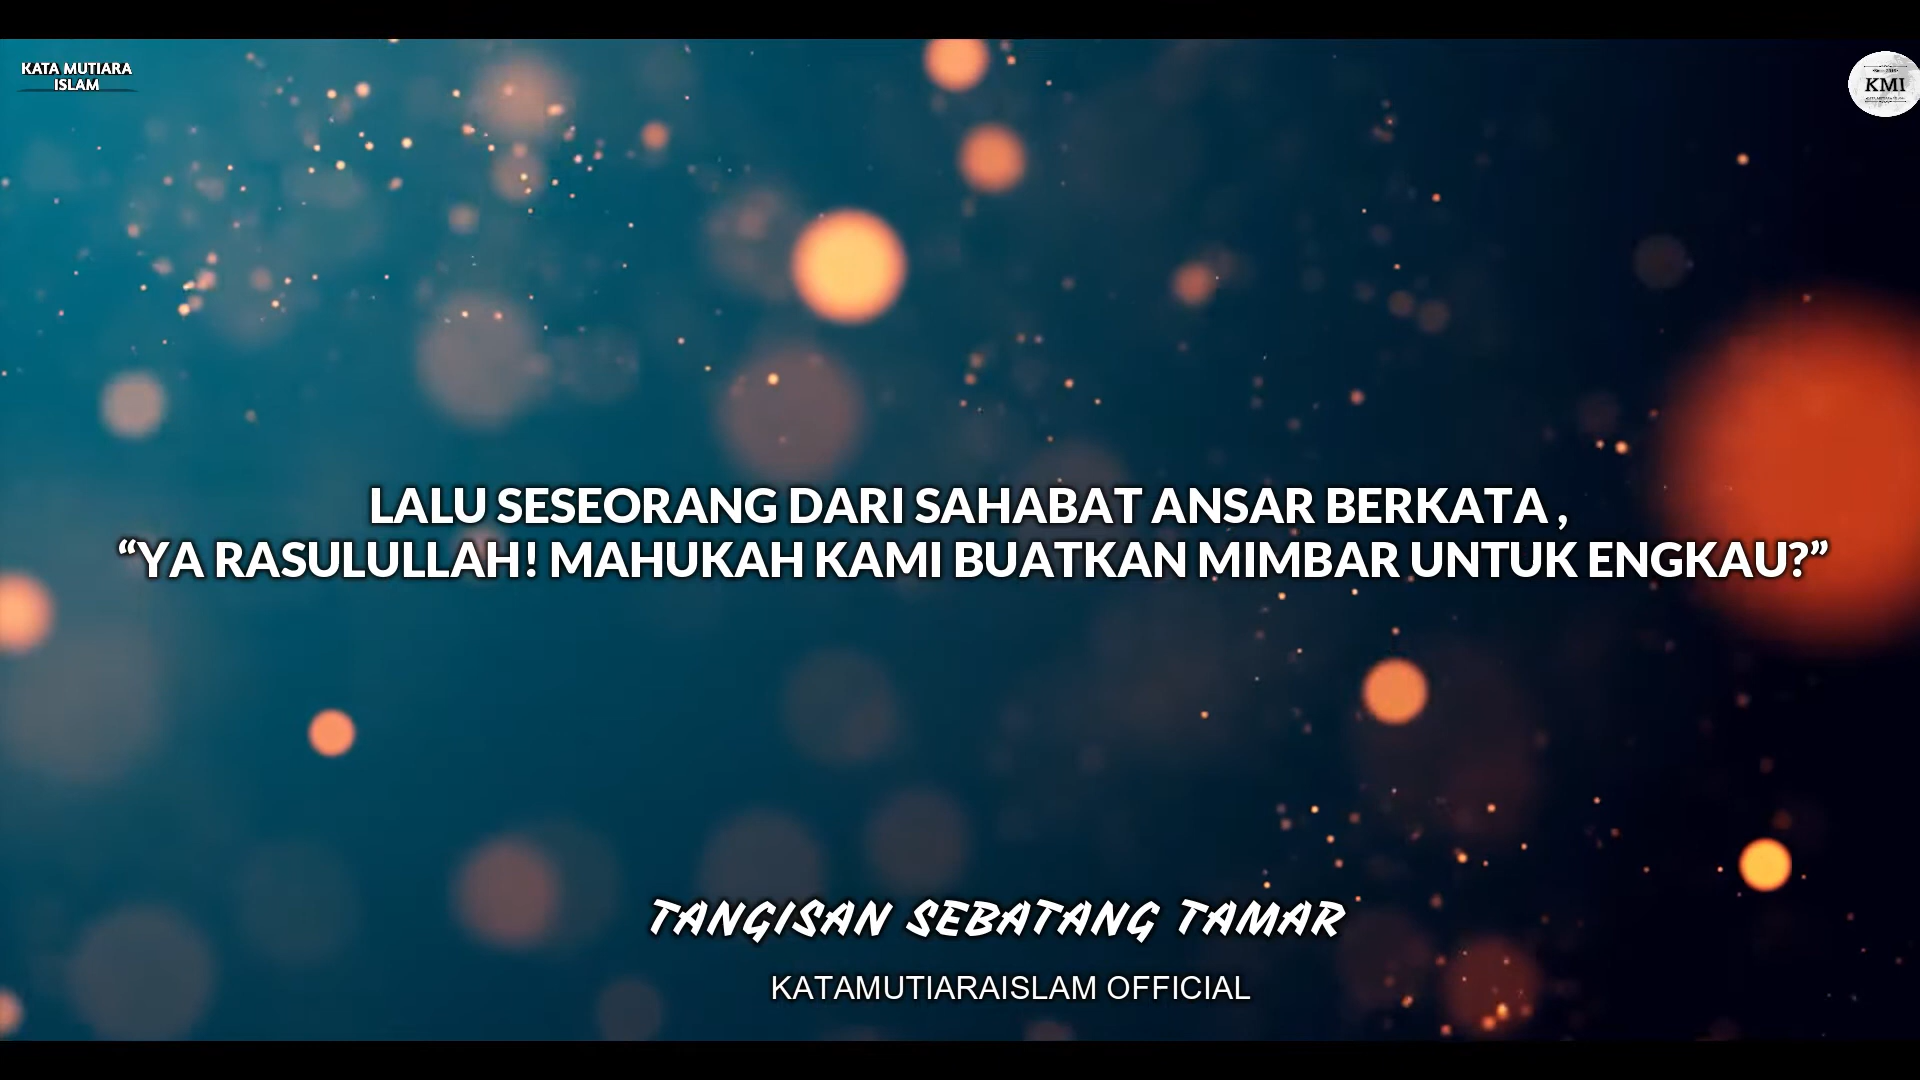 KATA MUTIARA
ISLAM
KMI
LALU SESEORANG DARI SAHABAT ANSAR BERKATA ,
“YA RASULULLAH! MAHUKAH KAMI BUATKAN MIMBAR UNTUK ENGKAU?”
TANGISAN SEBATANG TAMAR
KATAMUTIARAISLAM OFFICIAL